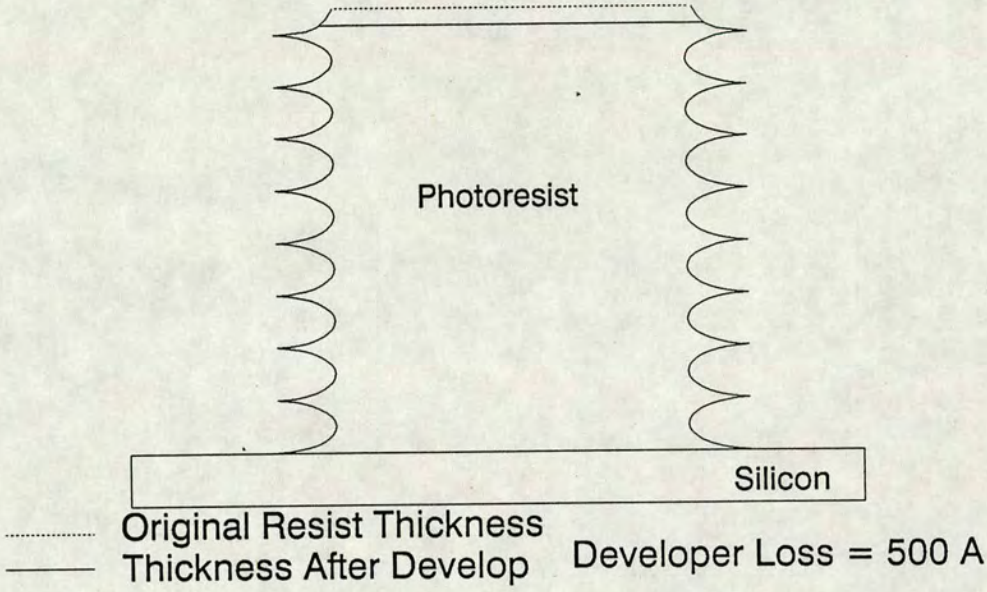 Photoresist
Silicon
Original Resist Thickness
Thickness After Develop
Developer Loss = 500 A